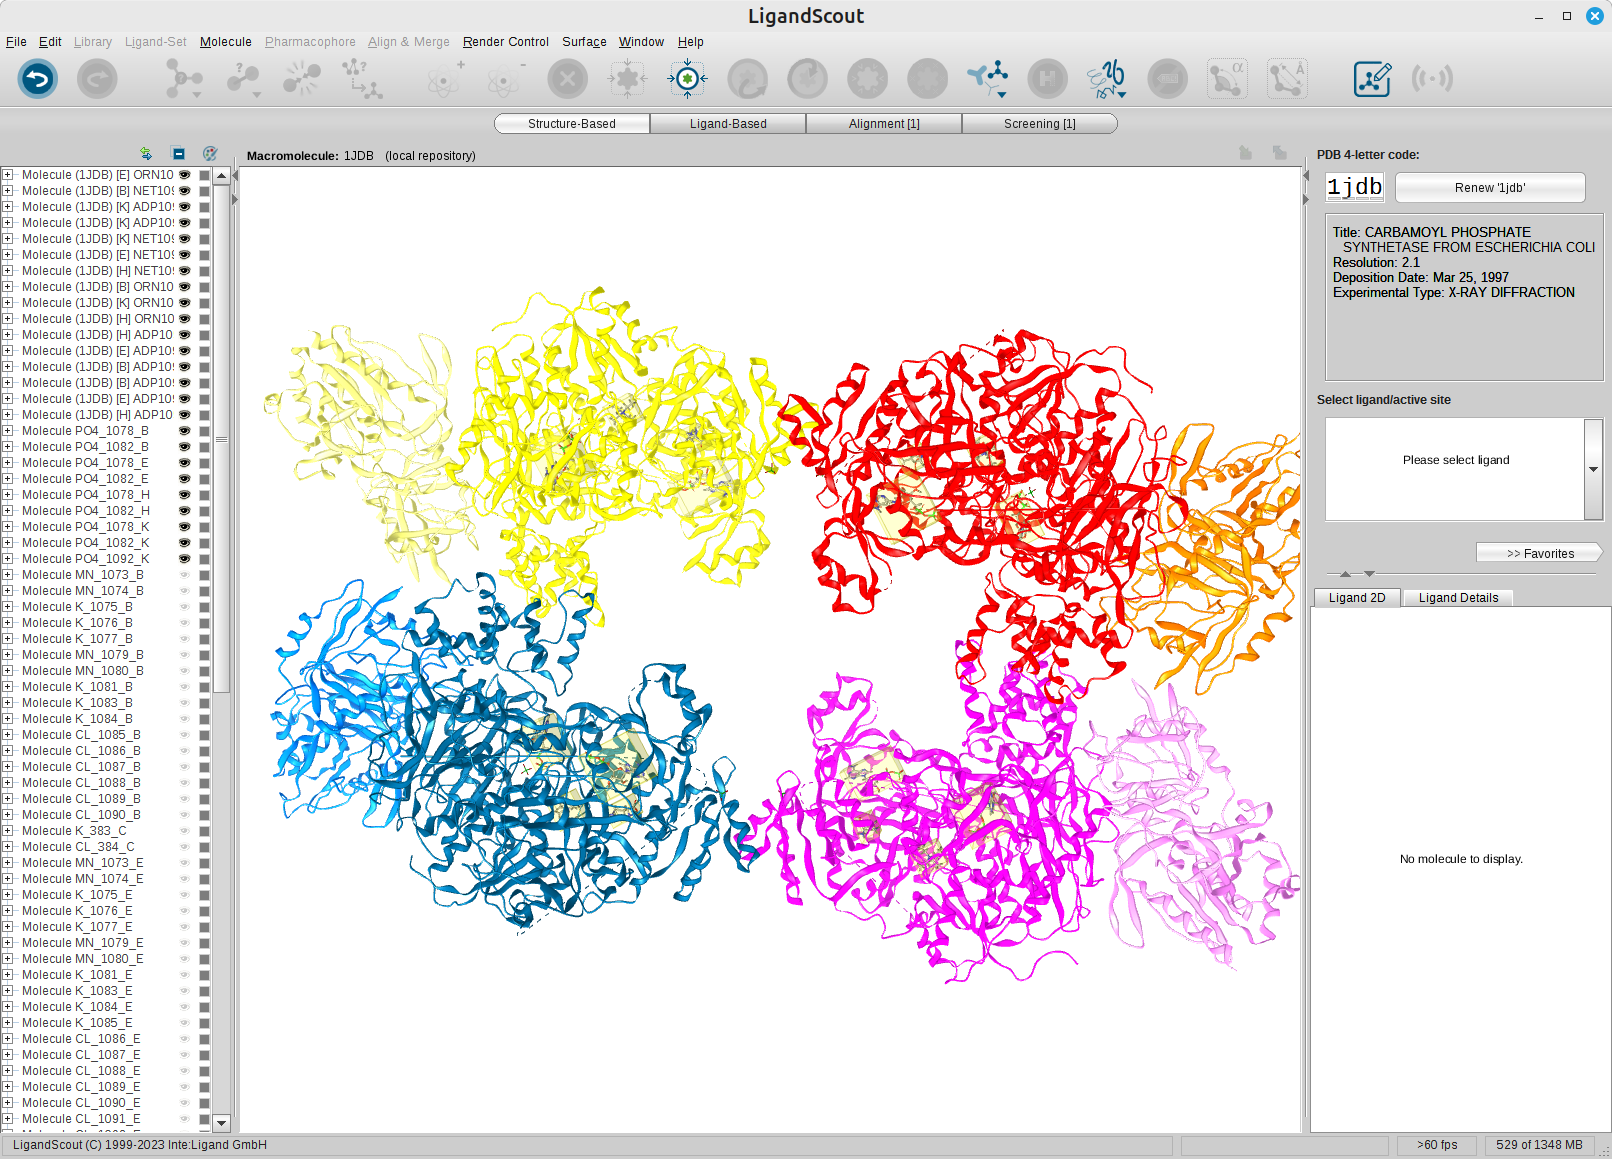 LigandScout
File Edit Library Ligand-Set Molecule Pharmacophore Align & Merge Render Control Surface Window Help
Structure-Based Ligand-Based Alignment [1] Screening [1]
Macromolecule: 1JDB (local repository)
Molecule (1JDB) [E] ORN10
Molecule (1JDB) [B] NET109
Molecule (1JDB) [K] ADP109
Molecule (1JDB) [K] ADP109
Molecule (1JDB) [K] NET109
Molecule (1JDB) [E] NET109
Molecule (1JDB) [H] NET109
Molecule (1JDB) [B] ORN10
Molecule (1JDB) [K] ORN10
Molecule (1JDB) [H] ORN10
Molecule (1JDB) [H] ADP10
Molecule (1JDB) [E] ADP109
Molecule (1JDB) [B] ADP109
Molecule (1JDB) [B] ADP109
Molecule (1JDB) [E] ADP109
Molecule (1JDB) [H] ADP10
Molecule PO4_1078_B
Molecule PO4_1082_B
Molecule PO4_1078_E
Molecule PO4_1082_E
Molecule PO4_1078_H
Molecule PO4_1082_H
Molecule PO4_1078_K
Molecule PO4_1082_K
Molecule PO4_1092_K
Molecule MN_1073_B
Molecule MN_1074_B
Molecule K_1075_B
Molecule K_1076_B
Molecule K_1077_B
Molecule MN_1079_B
Molecule MN_1080_B
Molecule K_1081_B
Molecule K_1083_B
Molecule K_1084_B
Molecule CL_1085_B
Molecule CL_1086_B
Molecule CL_1087_B
Molecule CL_1088_B
Molecule CL_1089_B
Molecule CL_1090_B
Molecule K_383_C
Molecule CL_384_C
Molecule MN_1073_E
Molecule MN_1074_E
Molecule K_1075_E
Molecule K_1076_E
Molecule K_1077_E
Molecule MN_1079_E
Molecule MN_1080_E
Molecule K_1081_E
Molecule K_1083_E
Molecule K_1084_E
Molecule K_1085_E
Molecule CL_1086_E
Molecule CL_1087_E
Molecule CL_1088_E
Molecule CL_1089_E
Molecule CL_1090_E
Molecule CL_1091_E
PDB 4-letter code:
1jdb Renew '1jdb'
Title: CARBAMOYL PHOSPHATE
SYNTHETASE FROM ESCHERICHIA COLI
Resolution: 2.1
Deposition Date: Mar 25, 1997
Experimental Type: X-RAY DIFFRACTION
Select ligand/active site
Please select ligand
>> Favorites
Ligand 2D Ligand Details
No molecule to display.
LigandScout (C) 1999-2023 Inte:Ligand GmbH >60 fps 529 of 1348 MB